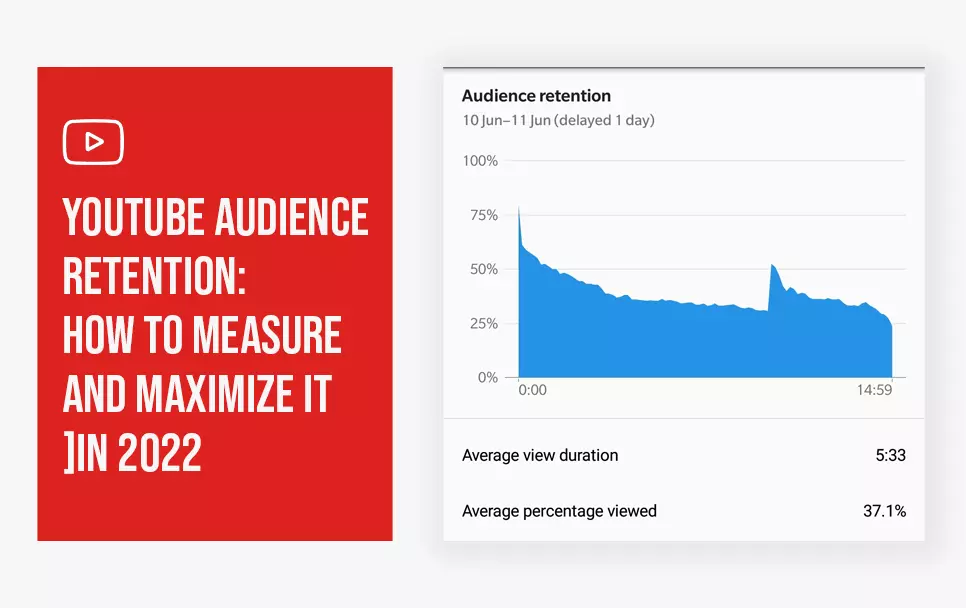 YOUTUBE AUDIENCE
RETENTION:
HOW TO MEASURE
AND MAXIMIZE IT
]IN 2022
Audience retention
10 Jun–11 Jun (delayed 1 day)
100%
75%
50%
25%
0%
0:00 14:59
Average view duration 5:33
Average percentage viewed 37.1%